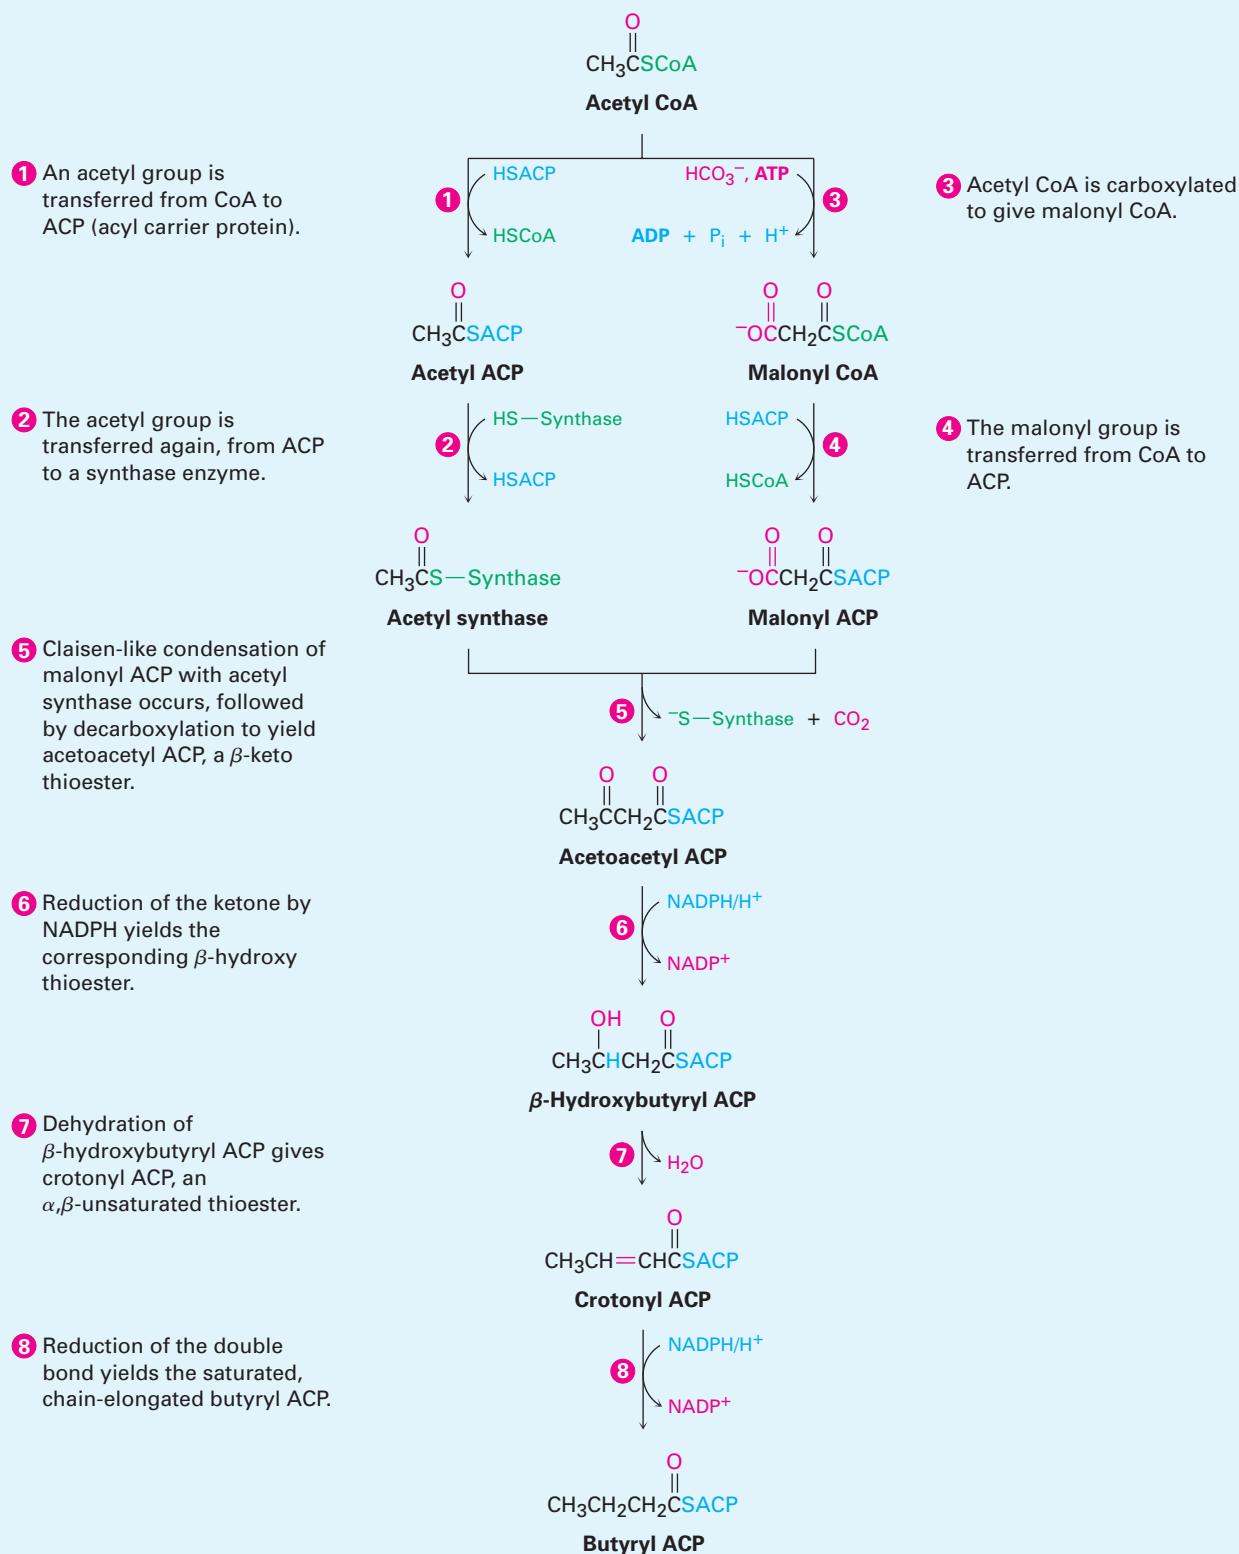 O
CH₃CSCoA
Acetyl CoA
1 An acetyl group is
transferred from CoA to
ACP (acyl carrier protein).
HSACP
1
HSCoA
HCO₃⁻, ATP
3
ADP + Pᵢ + H⁺
3 Acetyl CoA is carboxylated
to give malonyl CoA.
O
CH₃CSACP
Acetyl ACP
O O
⁻OCCH₂CSCoA
Malonyl CoA
2 The acetyl group is
transferred again, from ACP
to a synthase enzyme.
HS—Synthase
2
HSACP
HSACP
4
HSCoA
4 The malonyl group is
transferred from CoA to
ACP.
O
CH₃CS—Synthase
Acetyl synthase
O O
⁻OCCH₂CSACP
Malonyl ACP
5 Claisen-like condensation of
malonyl ACP with acetyl
synthase occurs, followed
by decarboxylation to yield
acetoacetyl ACP, a β-keto
thioester.
5
⁻S—Synthase + CO₂
O O
CH₃CCH₂CSACP
Acetoacetyl ACP
6 Reduction of the ketone by
NADPH yields the
corresponding β-hydroxy
thioester.
NADPH/H⁺
6
NADP⁺
OH O
CH₃CHCH₂CSACP
β-Hydroxybutyryl ACP
7 Dehydration of
β-hydroxybutyryl ACP gives
crotonyl ACP, an
α,β-unsaturated thioester.
7
H₂O
O
CH₃CH=CHCSACP
Crotonyl ACP
8 Reduction of the double
bond yields the saturated,
chain-elongated butyryl ACP.
NADPH/H⁺
8
NADP⁺
O
CH₃CH₂CH₂CSACP
Butyryl ACP